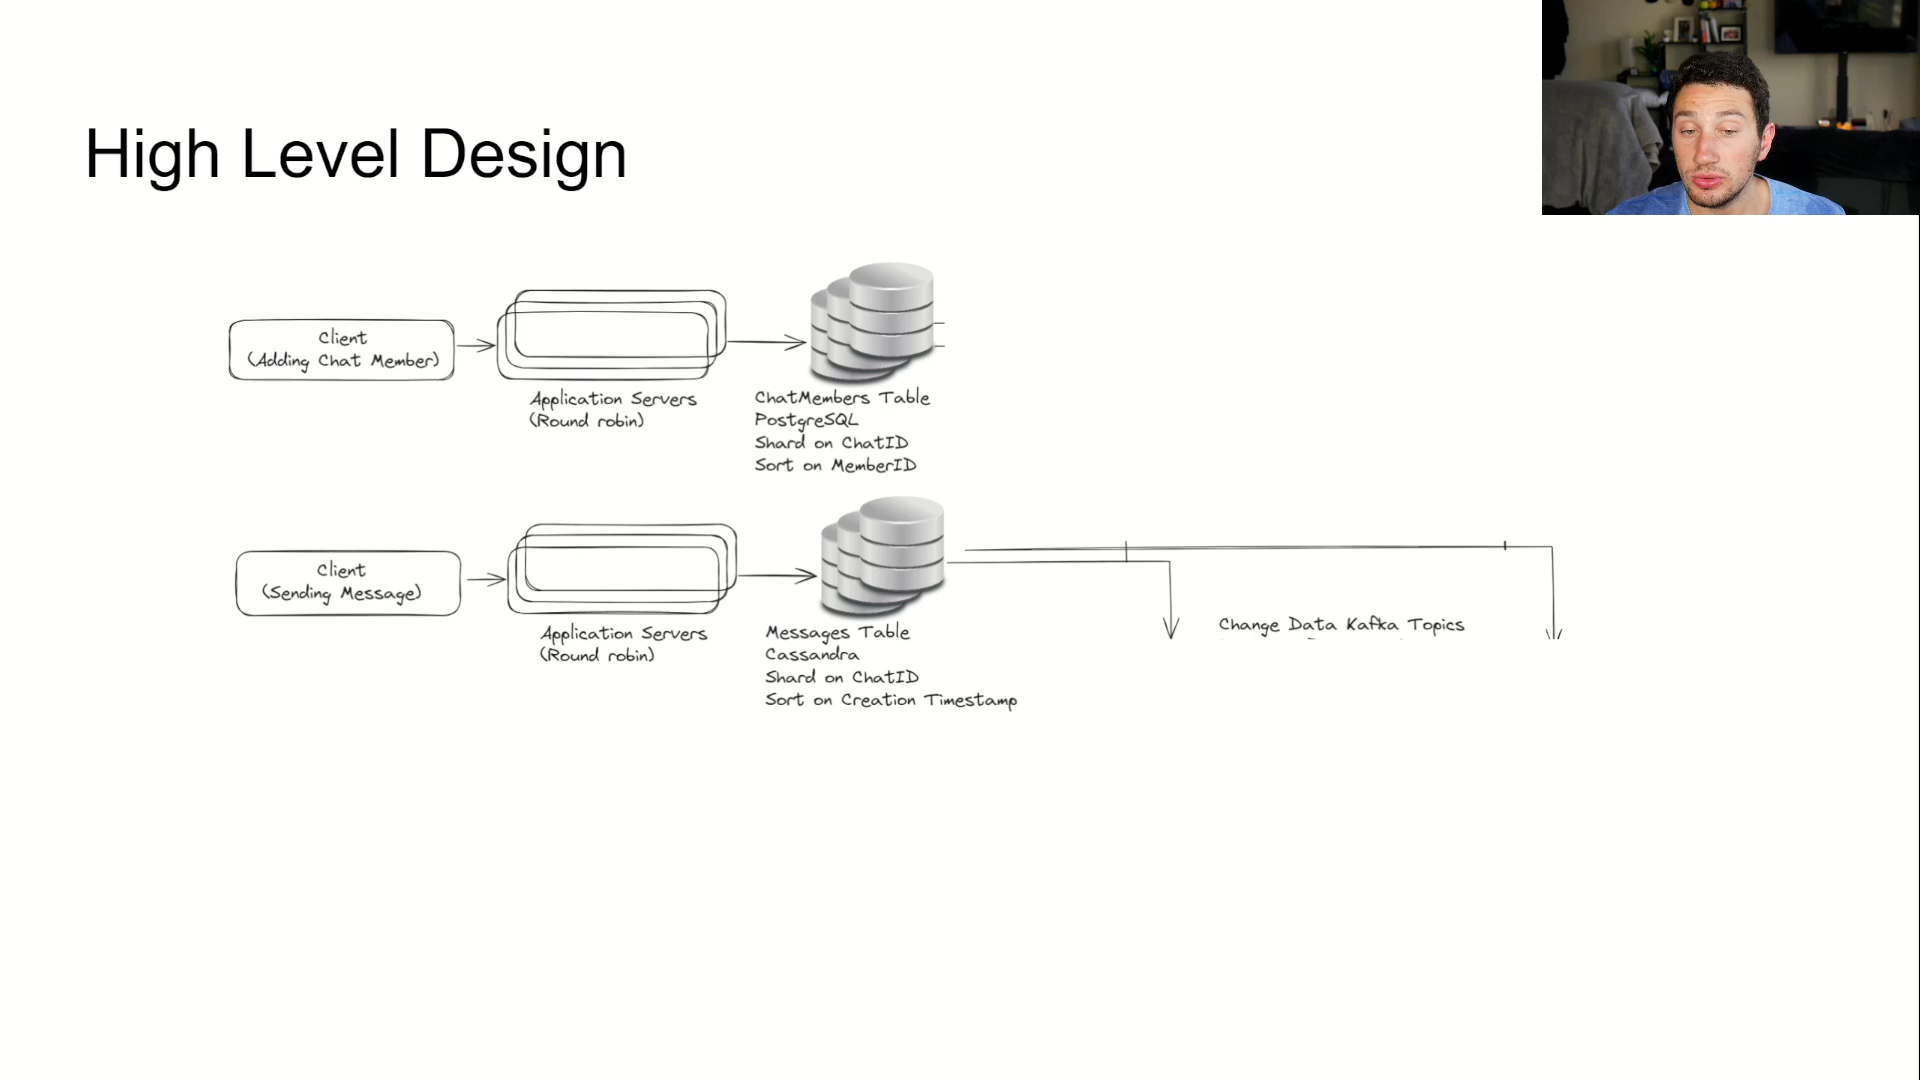 High Level Design
Client
(Adding Chat Member)
Application Servers
(Round robin)
ChatMembers Table
PostgreSQL
Shard on ChatID
Sort on MemberID
Client
(Sending Message)
Application Servers
(Round robin)
Messages Table
Cassandra
Shard on ChatID
Sort on Creation Timestamp
Change Data Kafka Topics